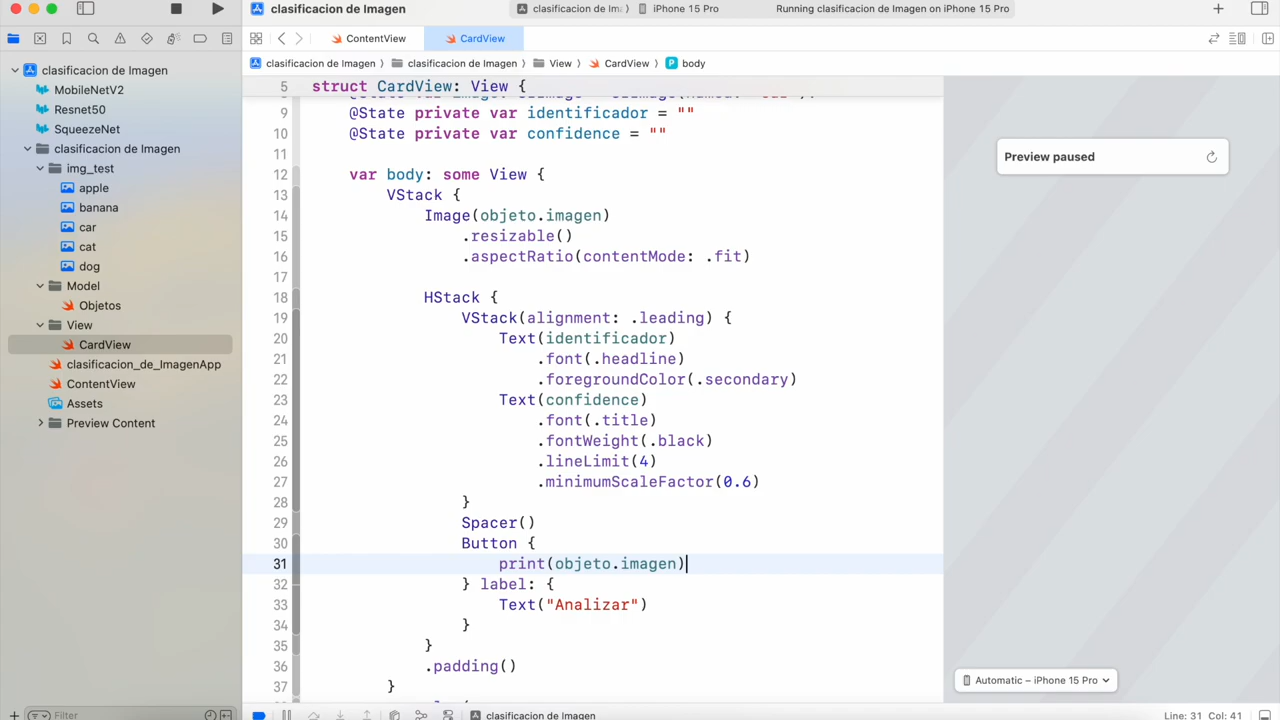 clasificacion de Imagen
clasificacion de Im
iPhone 15 Pro
Running clasificacion de Imagen on iPhone 15 Pro
ContentView
CardView
clasificacion de Imagen
clasificacion de Imagen
View
CardView
body
clasificacion de Imagen
MobileNetV2
Resnet50
SqueezeNet
clasificacion de Imagen
img_test
apple
banana
car
cat
dog
Model
Objetos
View
CardView
clasificacion_de_ImagenApp
ContentView
Assets
Preview Content
Filter
5 struct CardView: View {
9 @State private var identificador = ""
10 @State private var confidence = ""
11
12 var body: some View {
13 VStack {
14 Image(objeto.imagen)
15 .resizable()
16 .aspectRatio(contentMode: .fit)
17
18 HStack {
19 VStack(alignment: .leading) {
20 Text(identificador)
21 .font(.headline)
22 .foregroundColor(.secondary)
23 Text(confidence)
24 .font(.title)
25 .fontWeight(.black)
26 .lineLimit(4)
27 .minimumScaleFactor(0.6)
28 }
29 Spacer()
30 Button {
31 print(objeto.imagen)
32 } label: {
33 Text("Analizar")
34 }
35 }
36 .padding()
37 }
Preview paused
Automatic – iPhone 15 Pro
clasificacion de Imagen
Line: 31 Col: 41